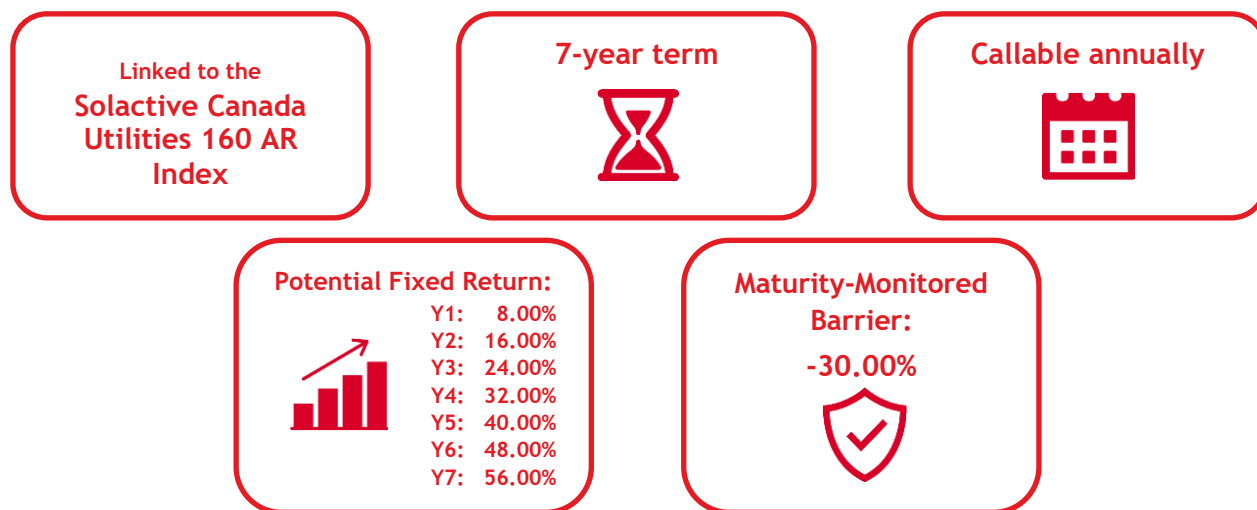 Linked to the
Solactive Canada
Utilities 160 AR
Index
7-year term
Callable annually
Potential Fixed Return:
Y1: 8.00%
Y2: 16.00%
Y3: 24.00%
Y4: 32.00%
Y5: 40.00%
Y6: 48.00%
Y7: 56.00%
Maturity-Monitored
Barrier:
-30.00%